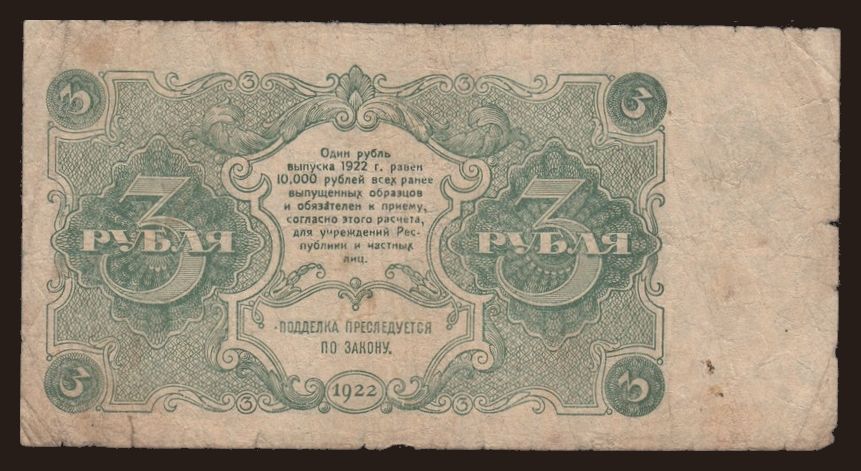 3 3
Один рубль
выпуска 1922 г. равен
10,000 рублей всех ранее
выпущенных образцов
и обязателен к приему,
согласно этого расчета,
для учреждений Рес-
публики и частных
лиц.
3 РУБЛЯ 3 РУБЛЯ
ПОДДЕЛКА ПРЕСЛЕДУЕТСЯ
ПО ЗАКОНУ.
3 1922 3